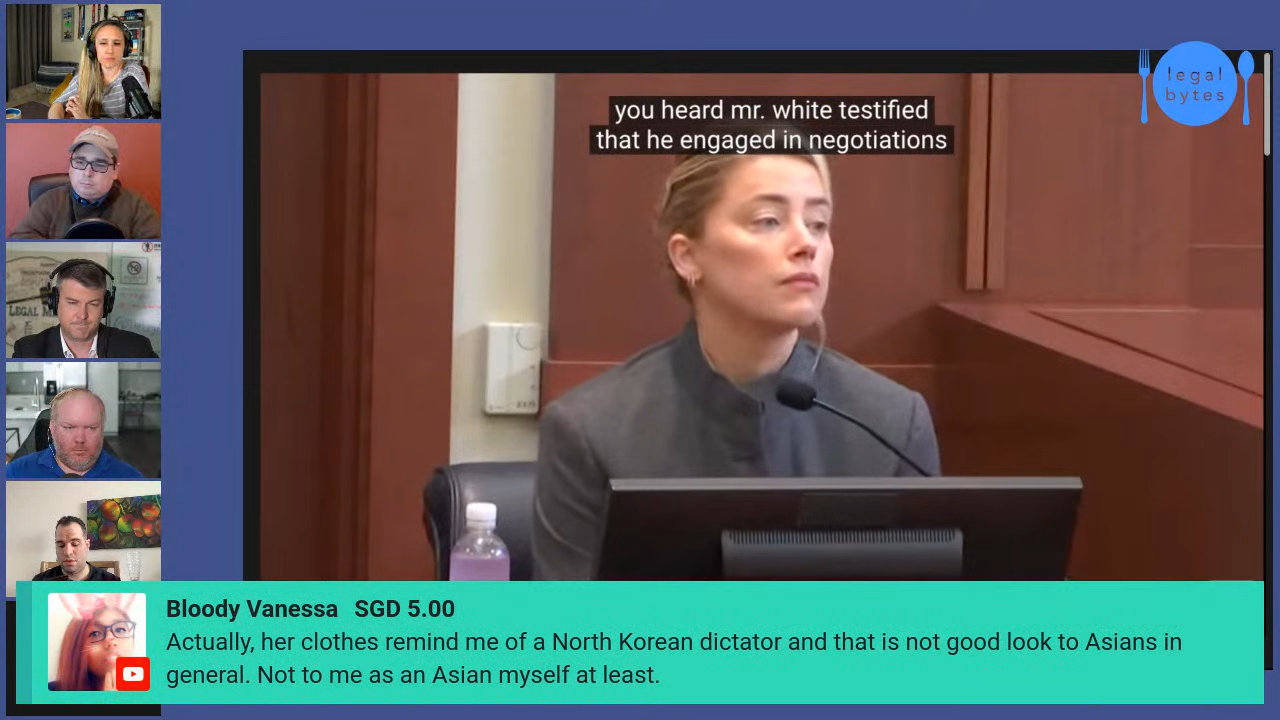 legal
bytes
you heard mr. white testified
that he engaged in negotiations
Bloody Vanessa SGD 5.00
Actually, her clothes remind me of a North Korean dictator and that is not good look to Asians in
general. Not to me as an Asian myself at least.